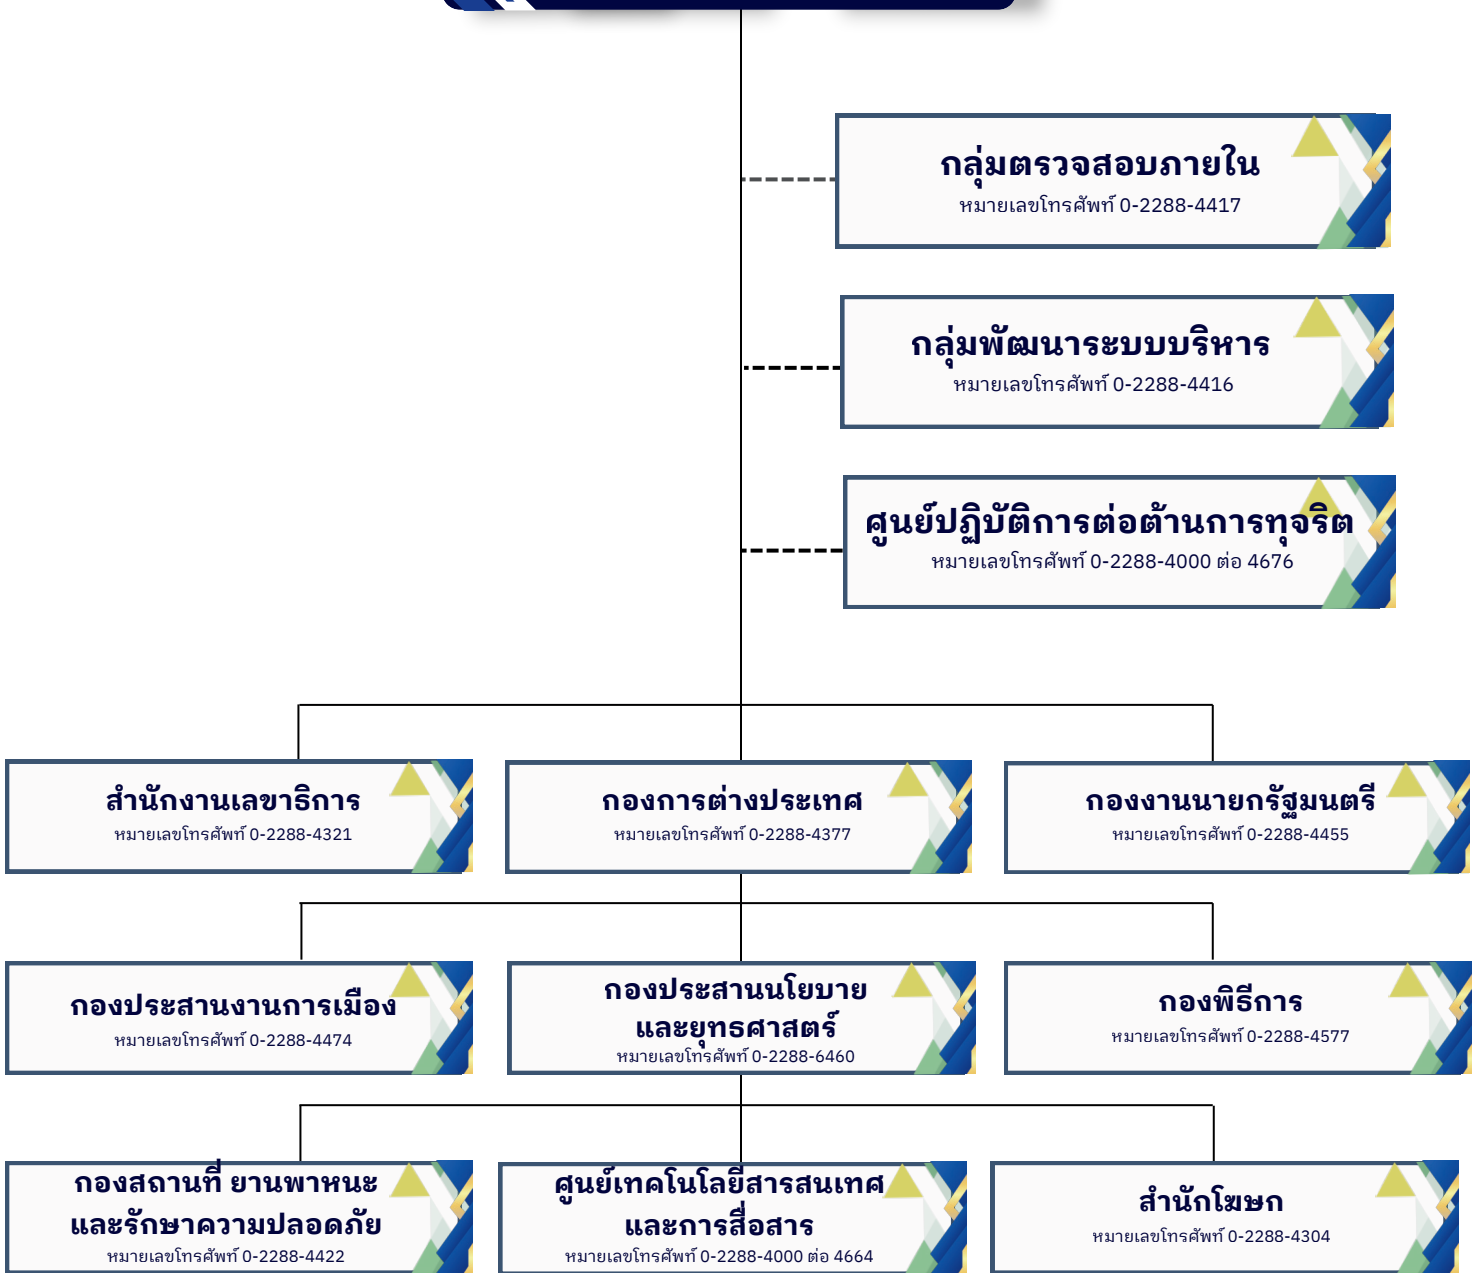 กลุ่มตรวจสอบภายใน
หมายเลขโทรศัพท์ 0-2288-4417
กลุ่มพัฒนาระบบบริหาร
หมายเลขโทรศัพท์ 0-2288-4416
ศูนย์ปฏิบัติการต่อต้านการทุจริต
หมายเลขโทรศัพท์ 0-2288-4000 ต่อ 4676
สำนักงานเลขาธิการ
หมายเลขโทรศัพท์ 0-2288-4321
กองการต่างประเทศ
หมายเลขโทรศัพท์ 0-2288-4377
กองงานนายกรัฐมนตรี
หมายเลขโทรศัพท์ 0-2288-4455
กองประสานงานการเมือง
หมายเลขโทรศัพท์ 0-2288-4474
กองประสานนโยบาย
และยุทธศาสตร์
หมายเลขโทรศัพท์ 0-2288-6460
กองพิธีการ
หมายเลขโทรศัพท์ 0-2288-4577
กองสถานที่ ยานพาหนะ
และรักษาความปลอดภัย
หมายเลขโทรศัพท์ 0-2288-4422
ศูนย์เทคโนโลยีสารสนเทศ
และการสื่อสาร
หมายเลขโทรศัพท์ 0-2288-4000 ต่อ 4664
สำนักโฆษก
หมายเลขโทรศัพท์ 0-2288-4304